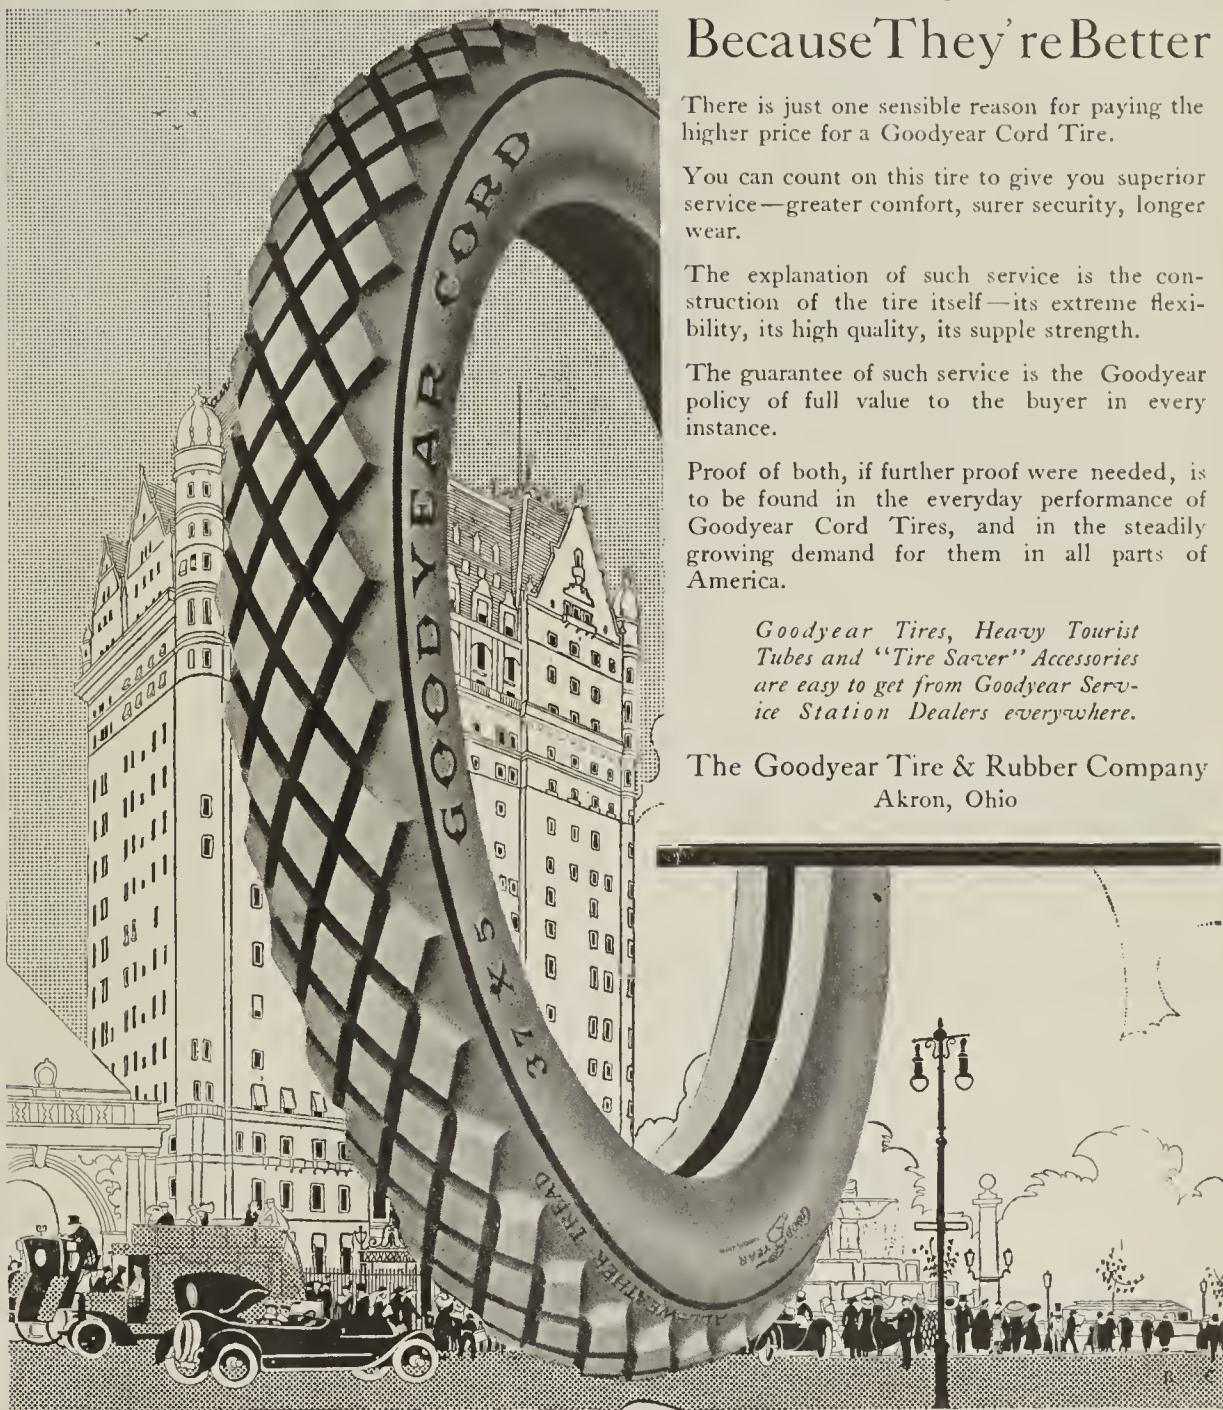 Because They're Better
There is just one sensible reason for paying the
higher price for a Goodyear Cord Tire.
You can count on this tire to give you superior
service—greater comfort, surer security, longer
wear.
The explanation of such service is the con-
struction of the tire itself—its extreme flexi-
bility, its high quality, its supple strength.
The guarantee of such service is the Goodyear
policy of full value to the buyer in every
instance.
Proof of both, if further proof were needed, is
to be found in the everyday performance of
Goodyear Cord Tires, and in the steadily
growing demand for them in all parts of
America.
Goodyear Tires, Heavy Tourist
Tubes and “Tire Saver” Accessories
are easy to get from Goodyear Serv-
ice Station Dealers everywhere.
The Goodyear Tire & Rubber Company
Akron, Ohio
GOODYEAR CORD
37 X 5
ALL-WEATHER TREAD
GOOD YEAR